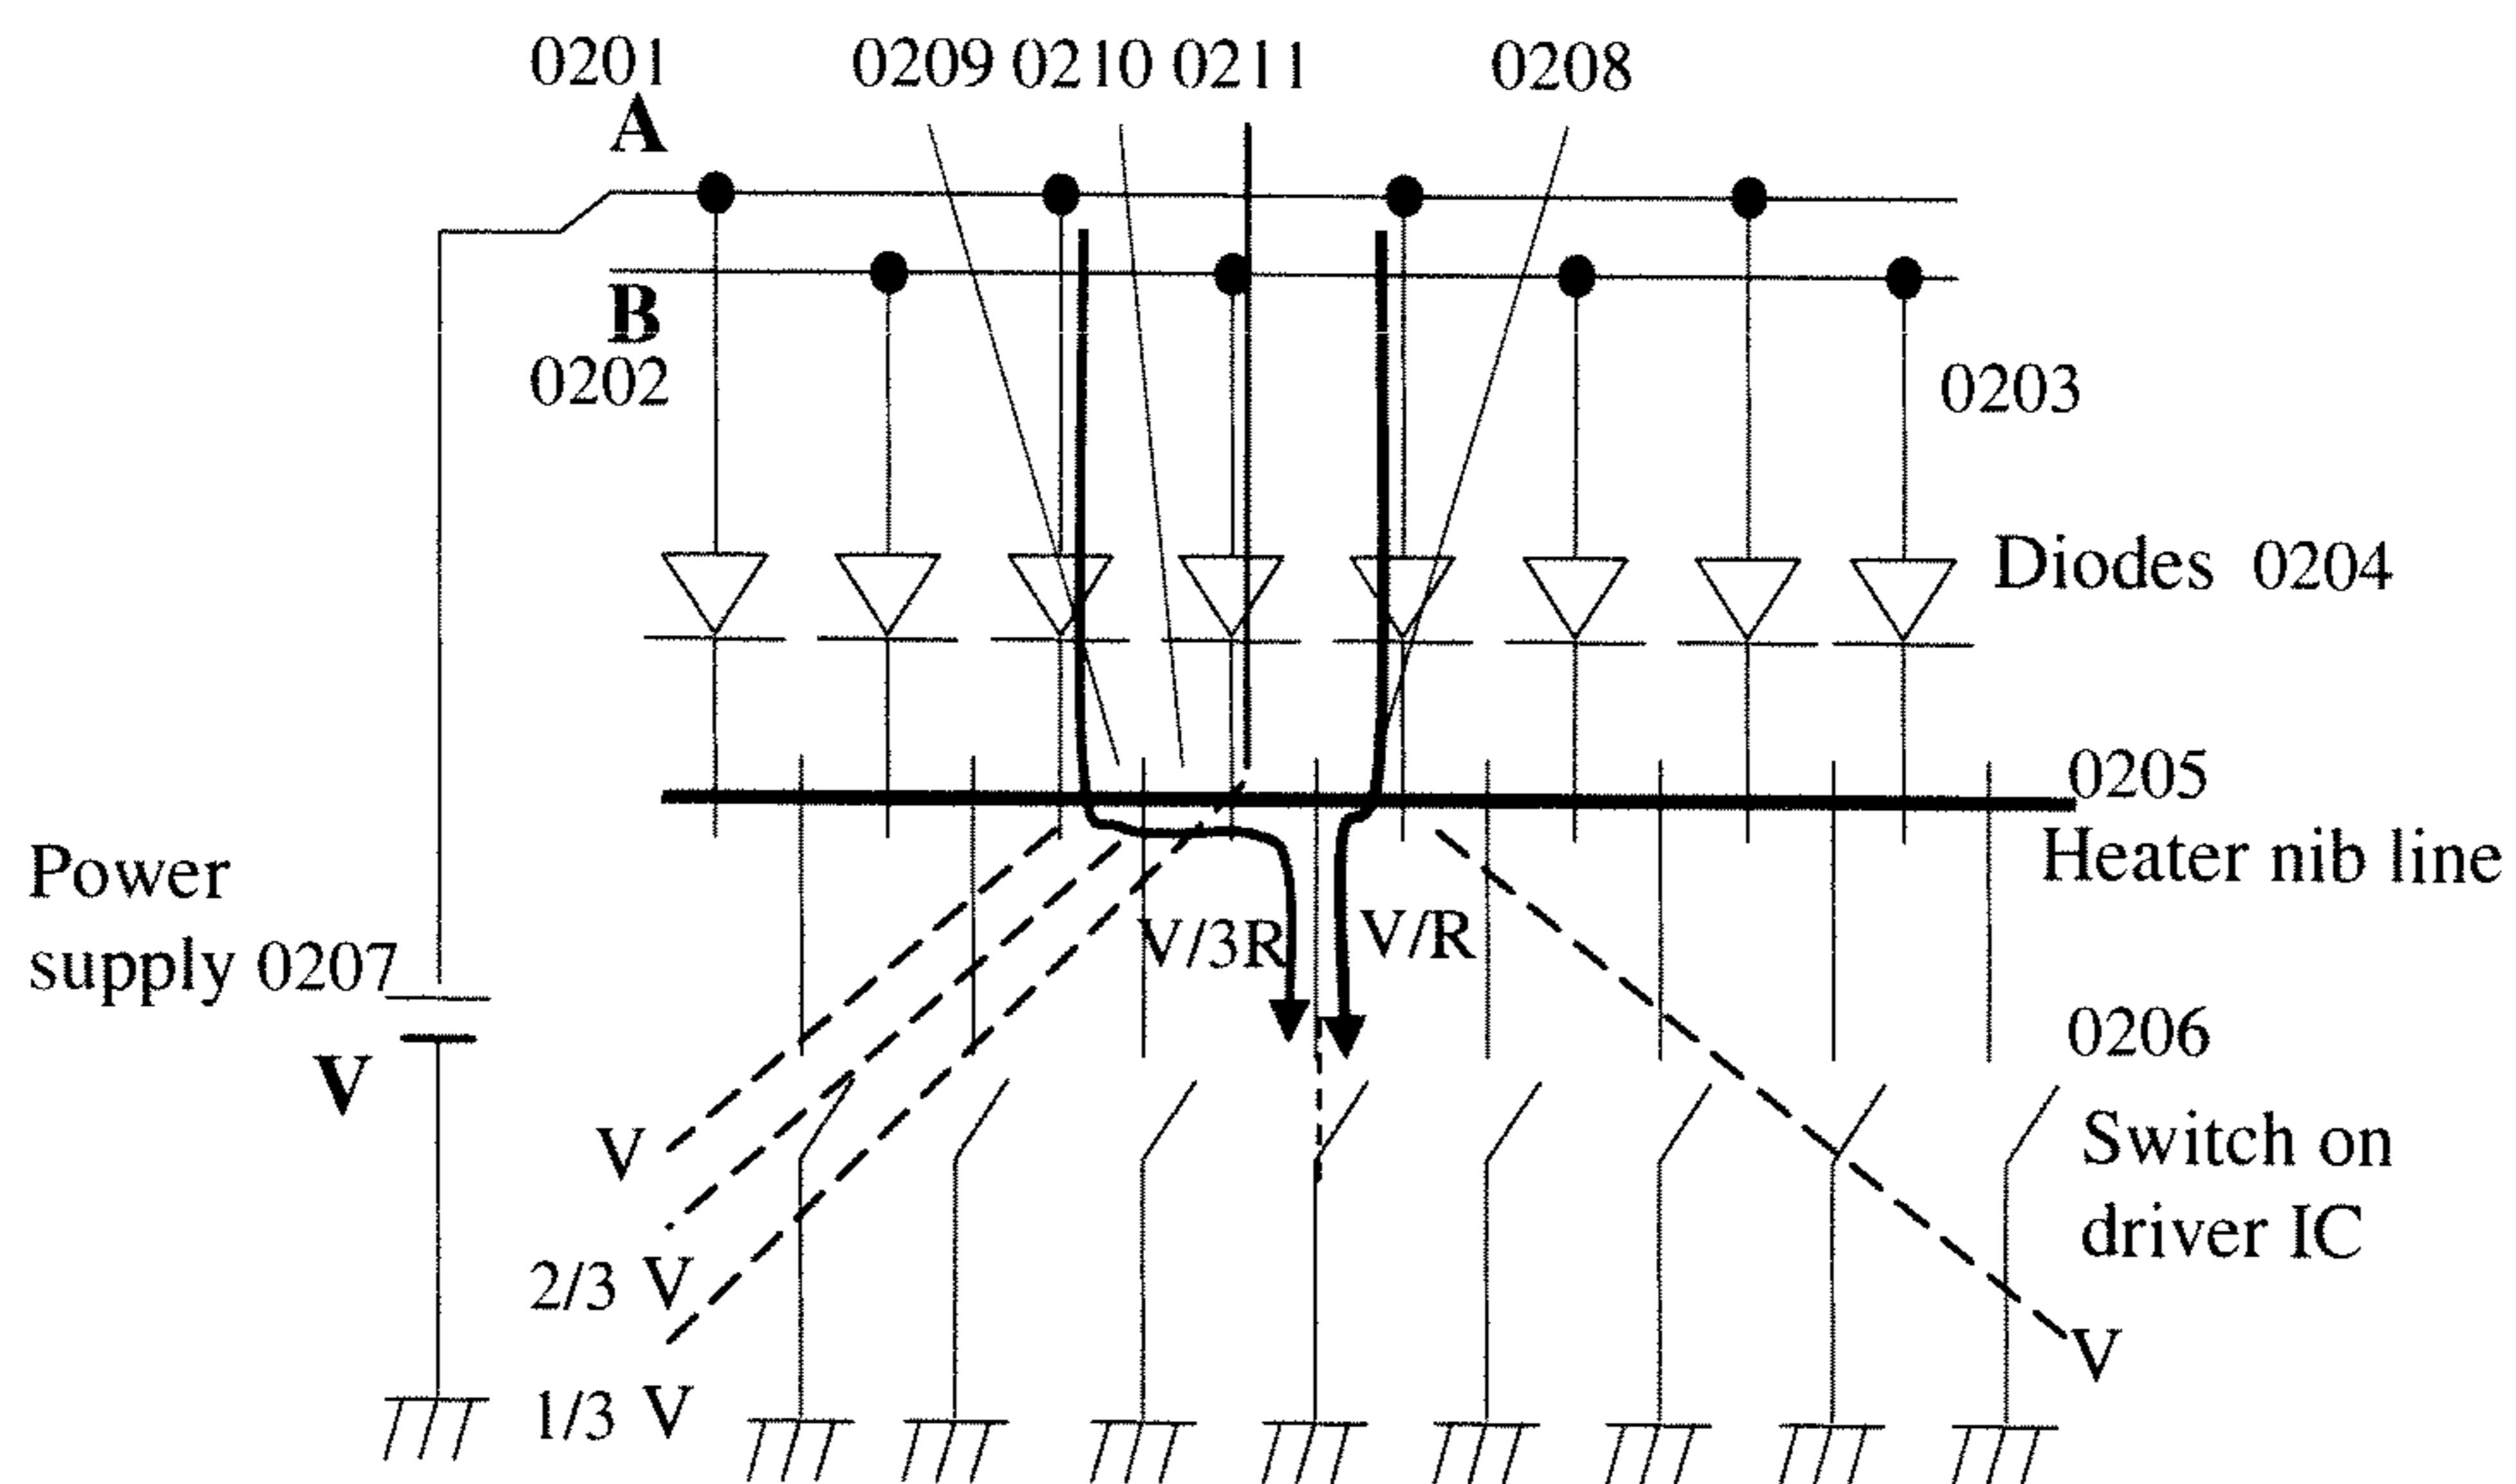 0201 0209 0210 0211 0208
A
B
0202
0203
Diodes 0204
0205
Heater nib line
Power
supply 0207
V/3R V/R
0206
V
V
Switch on
driver IC
2/3 V
V
1/3 V